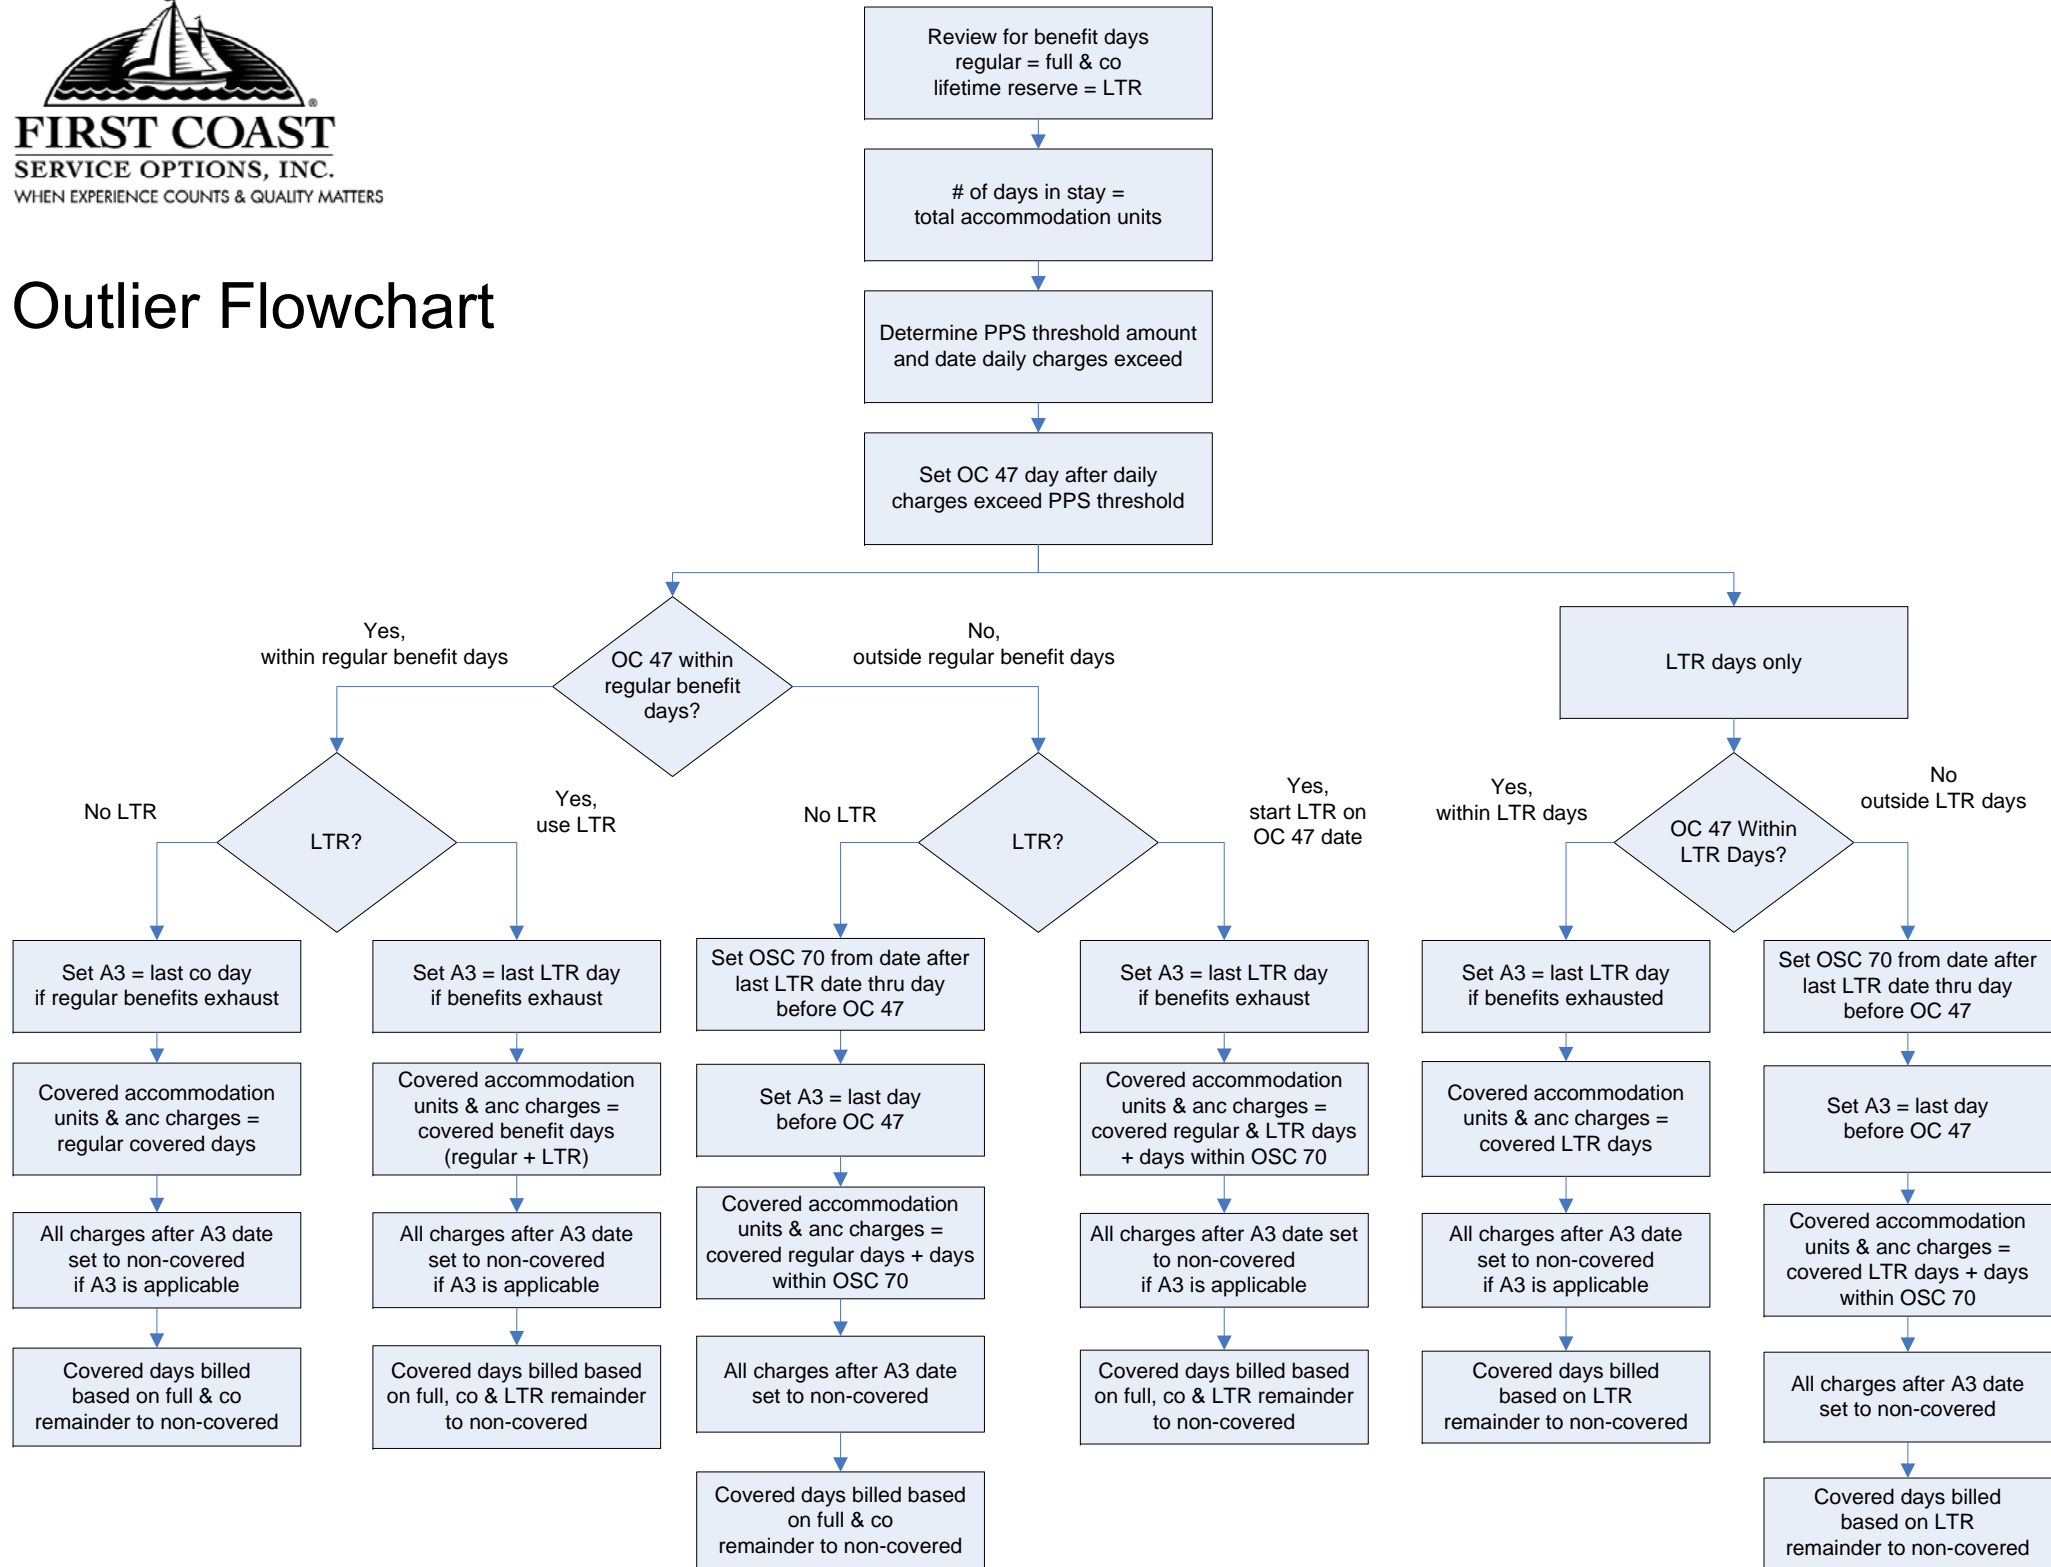 FIRST COAST
SERVICE OPTIONS, INC.
WHEN EXPERIENCE COUNTS & QUALITY MATTERS
Outlier Flowchart
Review for benefit days
regular = full & co
lifetime reserve = LTR
# of days in stay =
total accommodation units
Determine PPS threshold amount
and date daily charges exceed
Set OC 47 day after daily
charges exceed PPS threshold
Yes,
within regular benefit days
OC 47 within
regular benefit
days?
No,
outside regular benefit days
LTR days only
No LTR
LTR?
Yes,
use LTR
No LTR
LTR?
Yes,
start LTR on
OC 47 date
Yes,
within LTR days
OC 47 Within
LTR Days?
No
outside LTR days
Set A3 = last co day
if regular benefits exhaust
Covered accommodation
units & anc charges =
regular covered days
All charges after A3 date
set to non-covered
if A3 is applicable
Covered days billed
based on full & co
remainder to non-covered
Set A3 = last LTR day
if benefits exhaust
Covered accommodation
units & anc charges =
covered benefit days
(regular + LTR)
All charges after A3 date
set to non-covered
if A3 is applicable
Covered days billed based
on full, co & LTR remainder
to non-covered
Set OSC 70 from date after
last LTR date thru day
before OC 47
Set A3 = last day
before OC 47
Covered accommodation
units & anc charges =
covered regular days + days
within OSC 70
All charges after A3 date
set to non-covered
Covered days billed based
on full & co
remainder to non-covered
Set A3 = last LTR day
if benefits exhaust
Covered accommodation
units & anc charges =
covered regular & LTR days
+ days within OSC 70
All charges after A3 date set
to non-covered
if A3 is applicable
Covered days billed based
on full, co & LTR remainder
to non-covered
Set A3 = last LTR day
if benefits exhausted
Covered accommodation
units & anc charges =
covered LTR days
All charges after A3 date
set to non-covered
if A3 is applicable
Covered days billed
based on LTR
remainder to non-covered
Set OSC 70 from date after
last LTR date thru day
before OC 47
Set A3 = last day
before OC 47
Covered accommodation
units & anc charges =
covered LTR days + days
within OSC 70
All charges after A3 date
set to non-covered
Covered days billed
based on LTR
remainder to non-covered